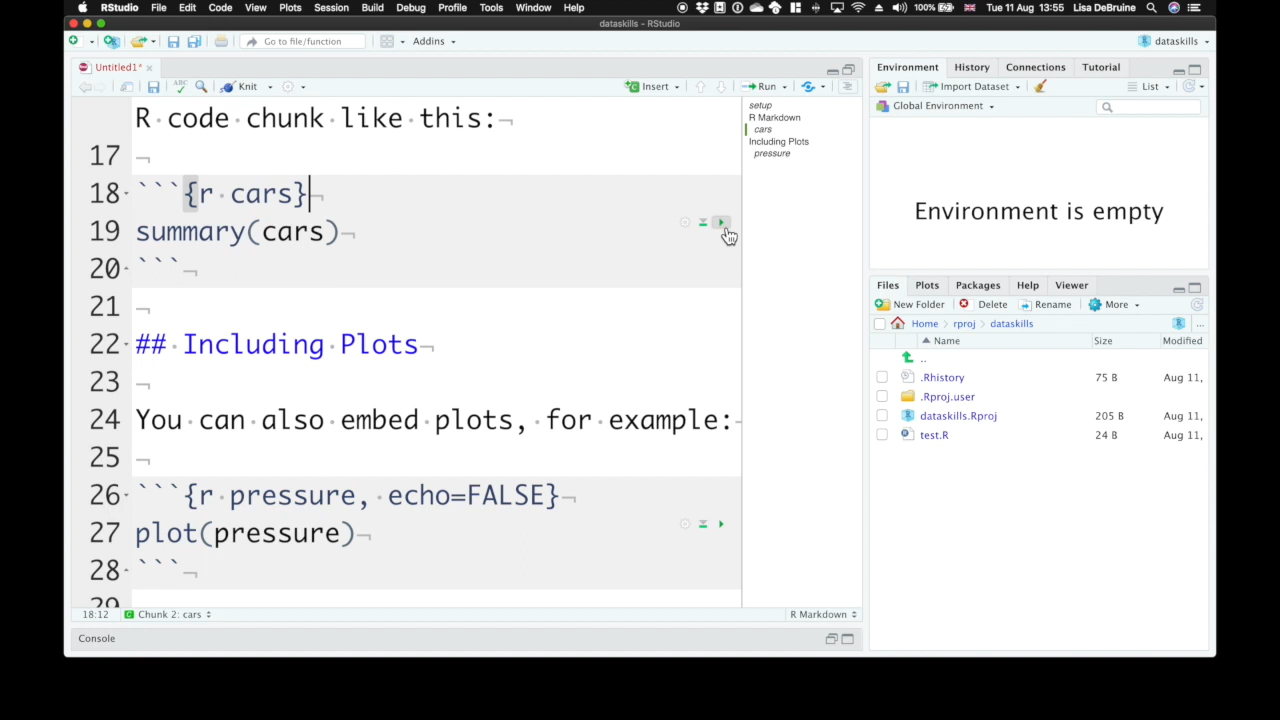 RStudio File Edit Code View Plots Session Build Debug Profile Tools Window Help 100% Tue 11 Aug 13:55 Lisa DeBruine
dataskills - RStudio
Go to file/function Addins dataskills
Untitled1*
ABC Knit Insert Run
R·code·chunk·like·this:¬
17 ¬
18 ```{r·cars}¬
19 summary(cars)¬
20 ```¬
21 ¬
22 ##·Including·Plots¬
23 ¬
24 You·can·also·embed·plots,·for·example:¬
25 ¬
26 ```{r·pressure,·echo=FALSE}¬
27 plot(pressure)¬
28 ```¬
29
setup
R Markdown
cars
Including Plots
pressure
18:12 Chunk 2: cars R Markdown
Console
Environment History Connections Tutorial
Import Dataset List
Global Environment
Environment is empty
Files Plots Packages Help Viewer
New Folder Delete Rename More
Home rproj dataskills ...
Name Size Modified
..
.Rhistory 75 B Aug 11,
.Rproj.user
dataskills.Rproj 205 B Aug 11,
test.R 24 B Aug 11,